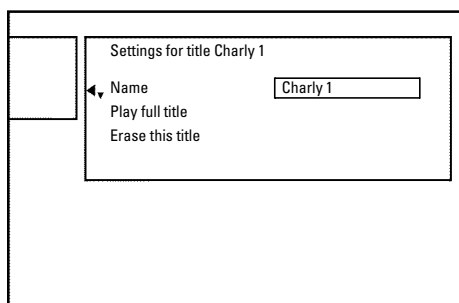 Settings for title Charly 1
Name Charly 1
Play full title
Erase this title